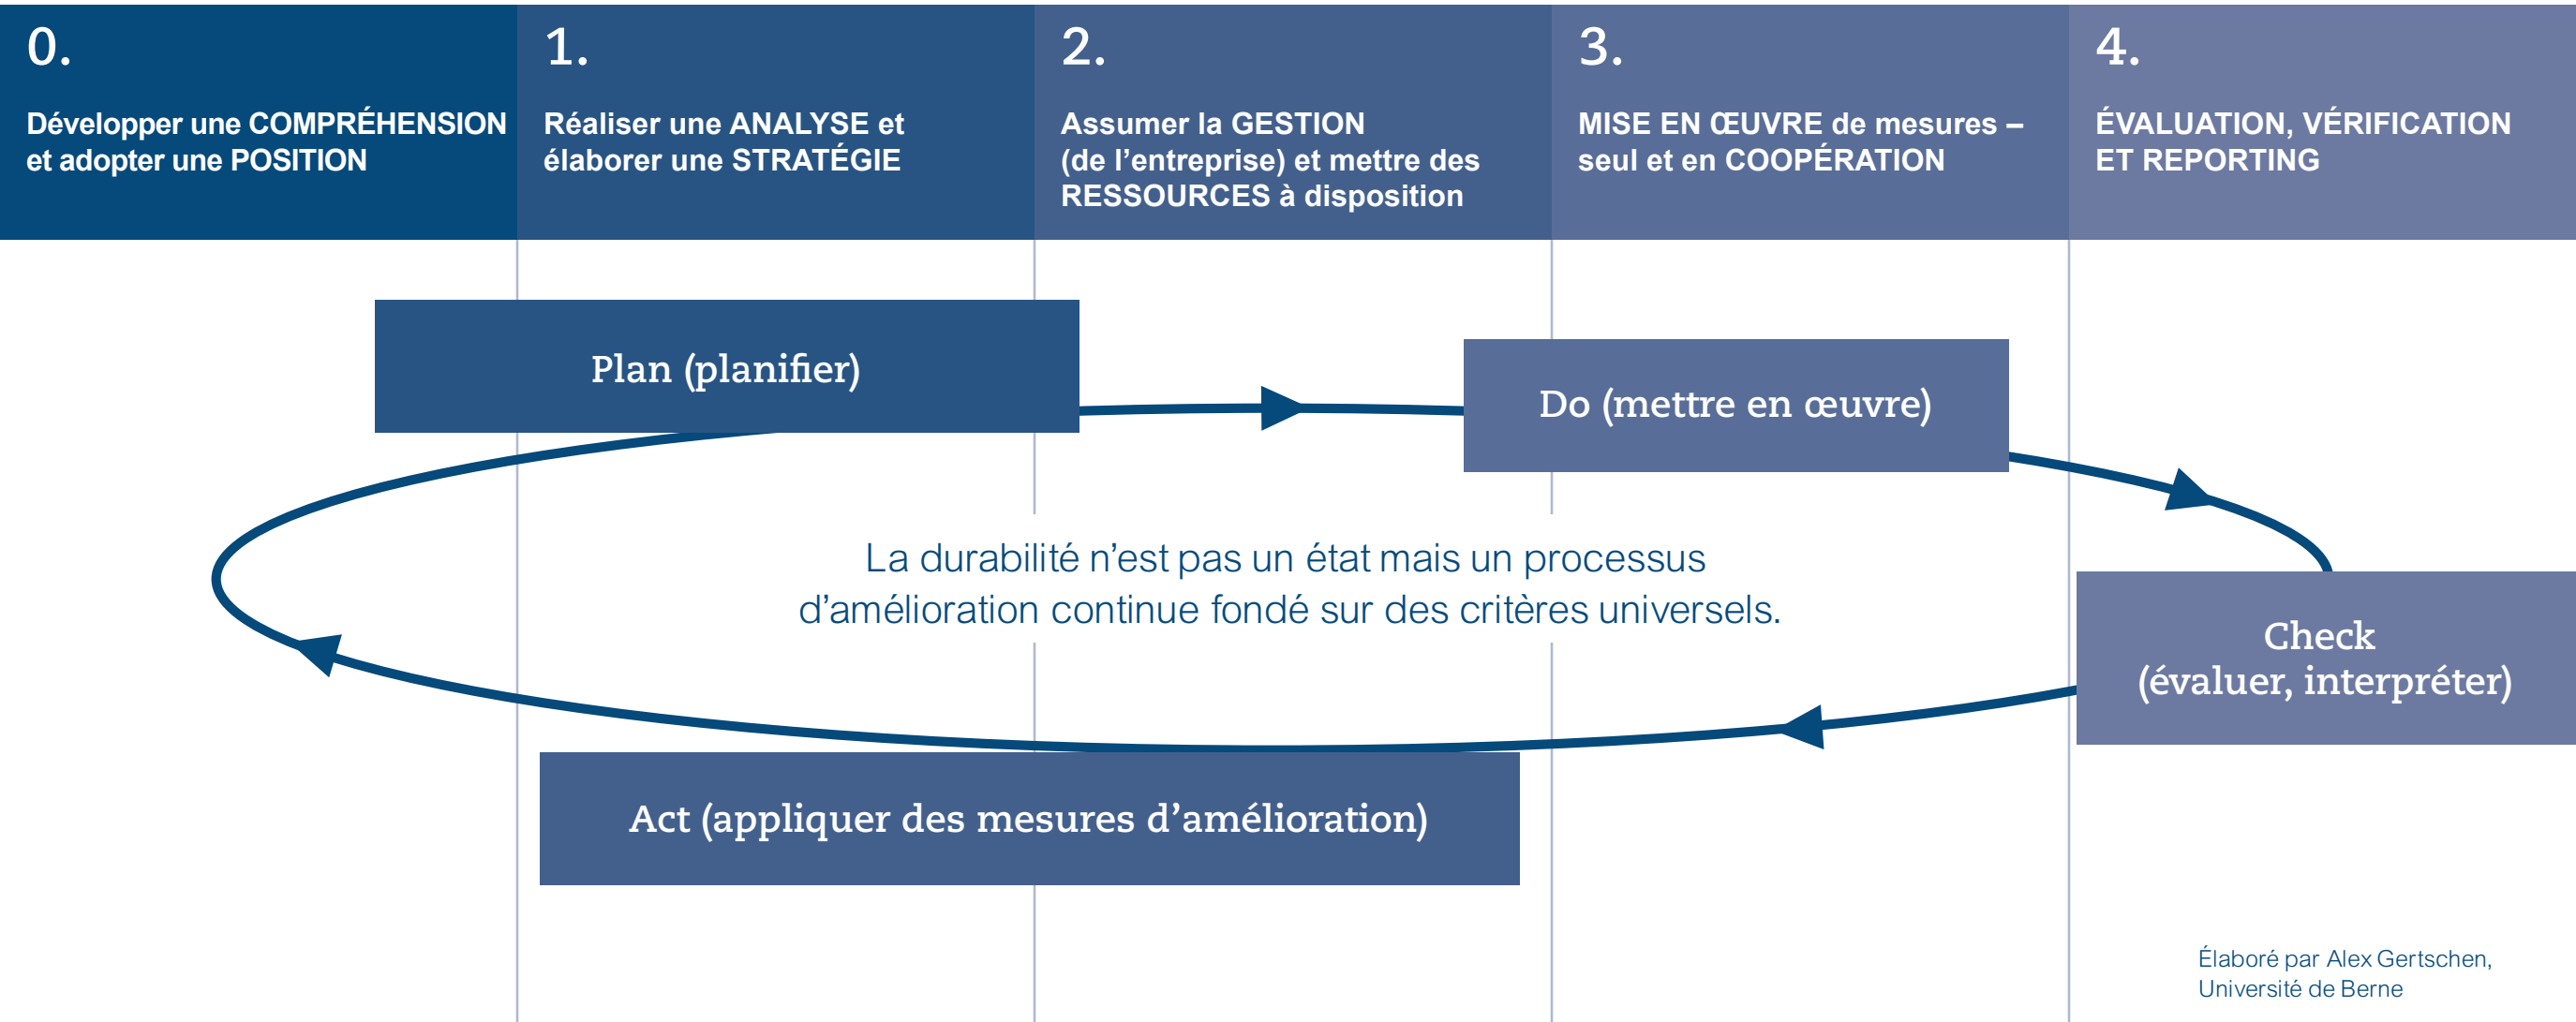 0.
Développer une COMPRÉHENSION
et adopter une POSITION
1.
Réaliser une ANALYSE et
élaborer une STRATÉGIE
2.
Assumer la GESTION
(de l’entreprise) et mettre des
RESSOURCES à disposition
3.
MISE EN ŒUVRE de mesures –
seul et en COOPÉRATION
4.
ÉVALUATION, VÉRIFICATION
ET REPORTING
Plan (planifier)
Do (mettre en œuvre)
La durabilité n’est pas un état mais un processus
d’amélioration continue fondé sur des critères universels.
Check
(évaluer, interpréter)
Act (appliquer des mesures d’amélioration)
Élaboré par Alex Gertschen,
Université de Berne